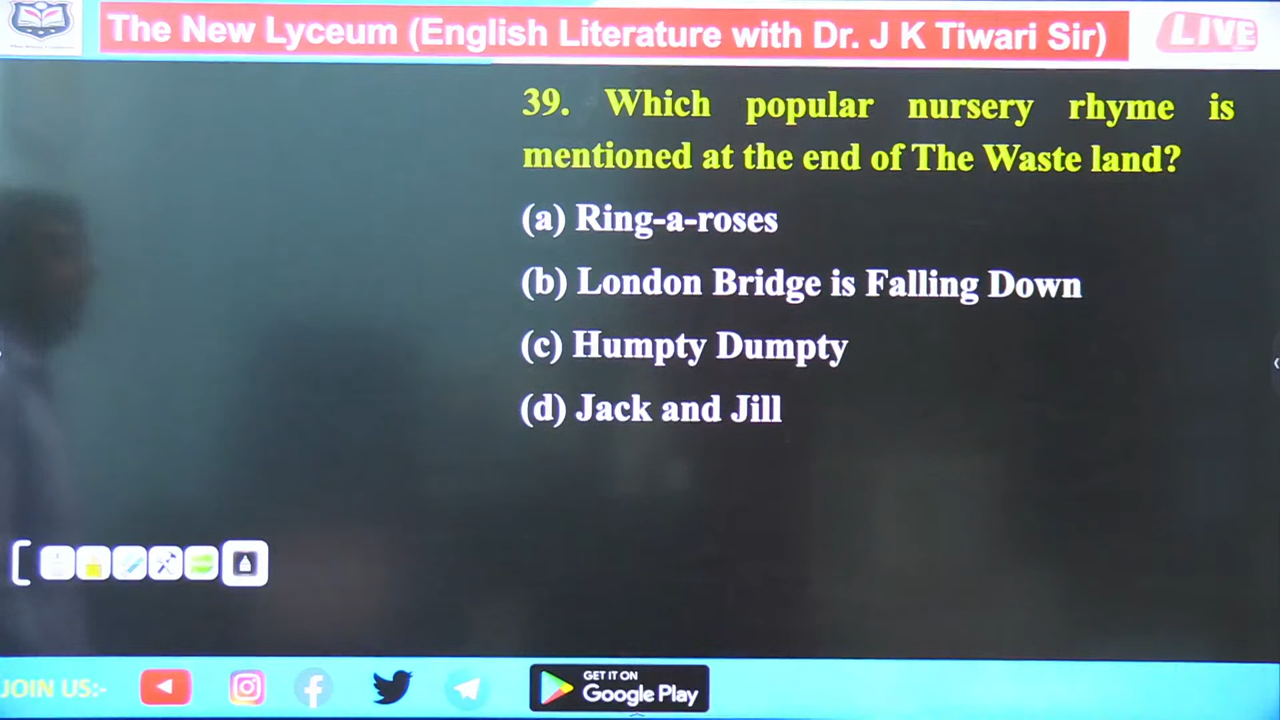 The New Lyceum (English Literature with Dr. J K Tiwari Sir)
LIVE
39. Which popular nursery rhyme is
mentioned at the end of The Waste land?
(a) Ring-a-roses
(b) London Bridge is Falling Down
(c) Humpty Dumpty
(d) Jack and Jill
JOIN US:-
GET IT ON
Google Play